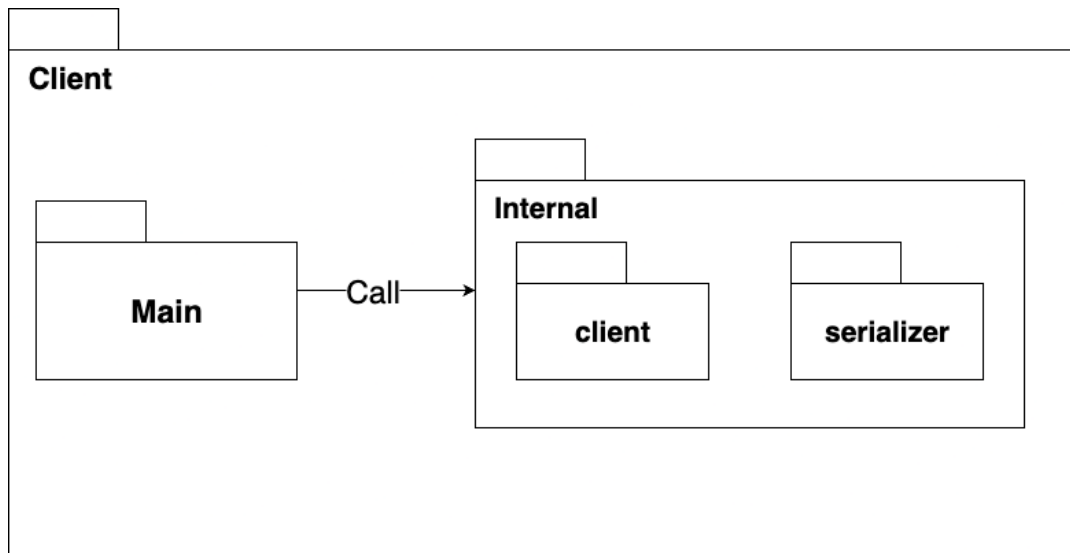 Client
Internal
Main
Call
client
serializer